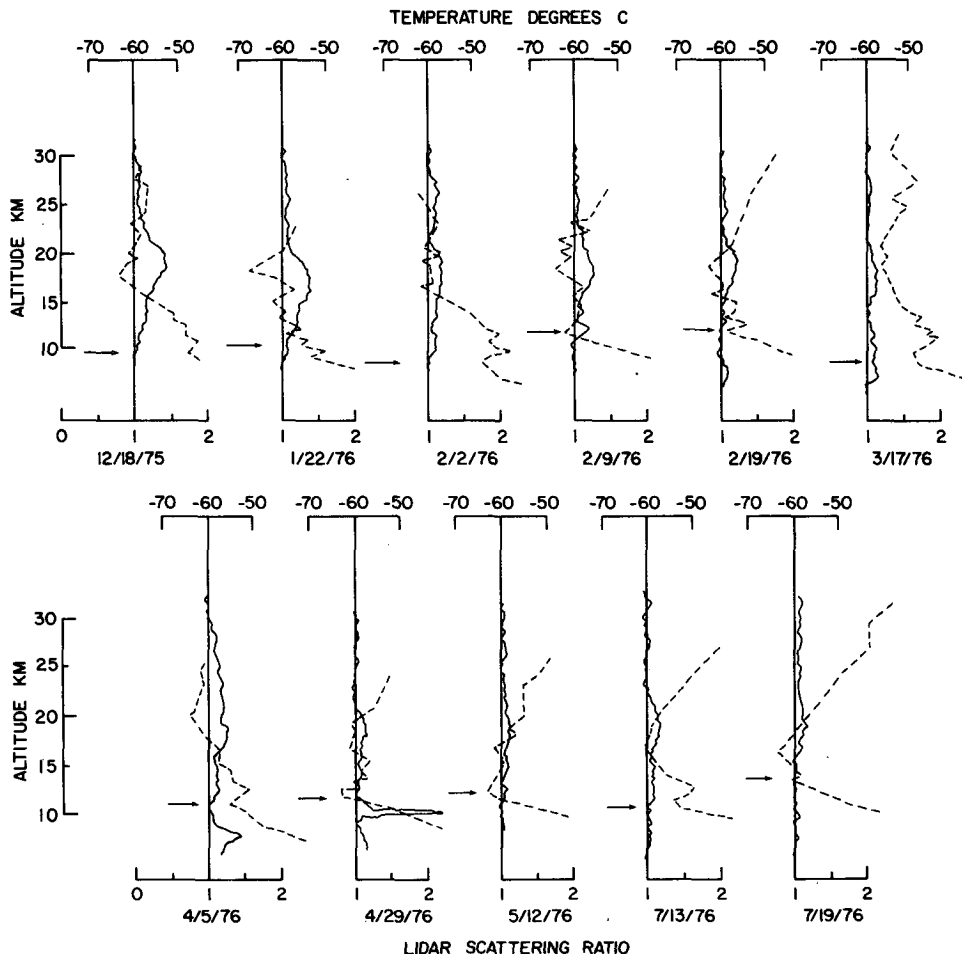 TEMPERATURE DEGREES C
-70 -60 -50 -70 -60 -50 -70 -60 -50 -70 -60 -50 -70 -60 -50 -70 -60 -50
ALTITUDE KM
30
25
20
15
10
0 1 2 1 2 1 2 1 2 1 2 1 2
12/18/75 1/22/76 2/2/76 2/9/76 2/19/76 3/17/76
-70 -60 -50 -70 -60 -50 -70 -60 -50 -70 -60 -50 -70 -60 -50
ALTITUDE KM
30
25
20
15
10
0 1 2 1 2 1 2 1 2 1 2
4/5/76 4/29/76 5/12/76 7/13/76 7/19/76
LIDAR SCATTERING RATIO